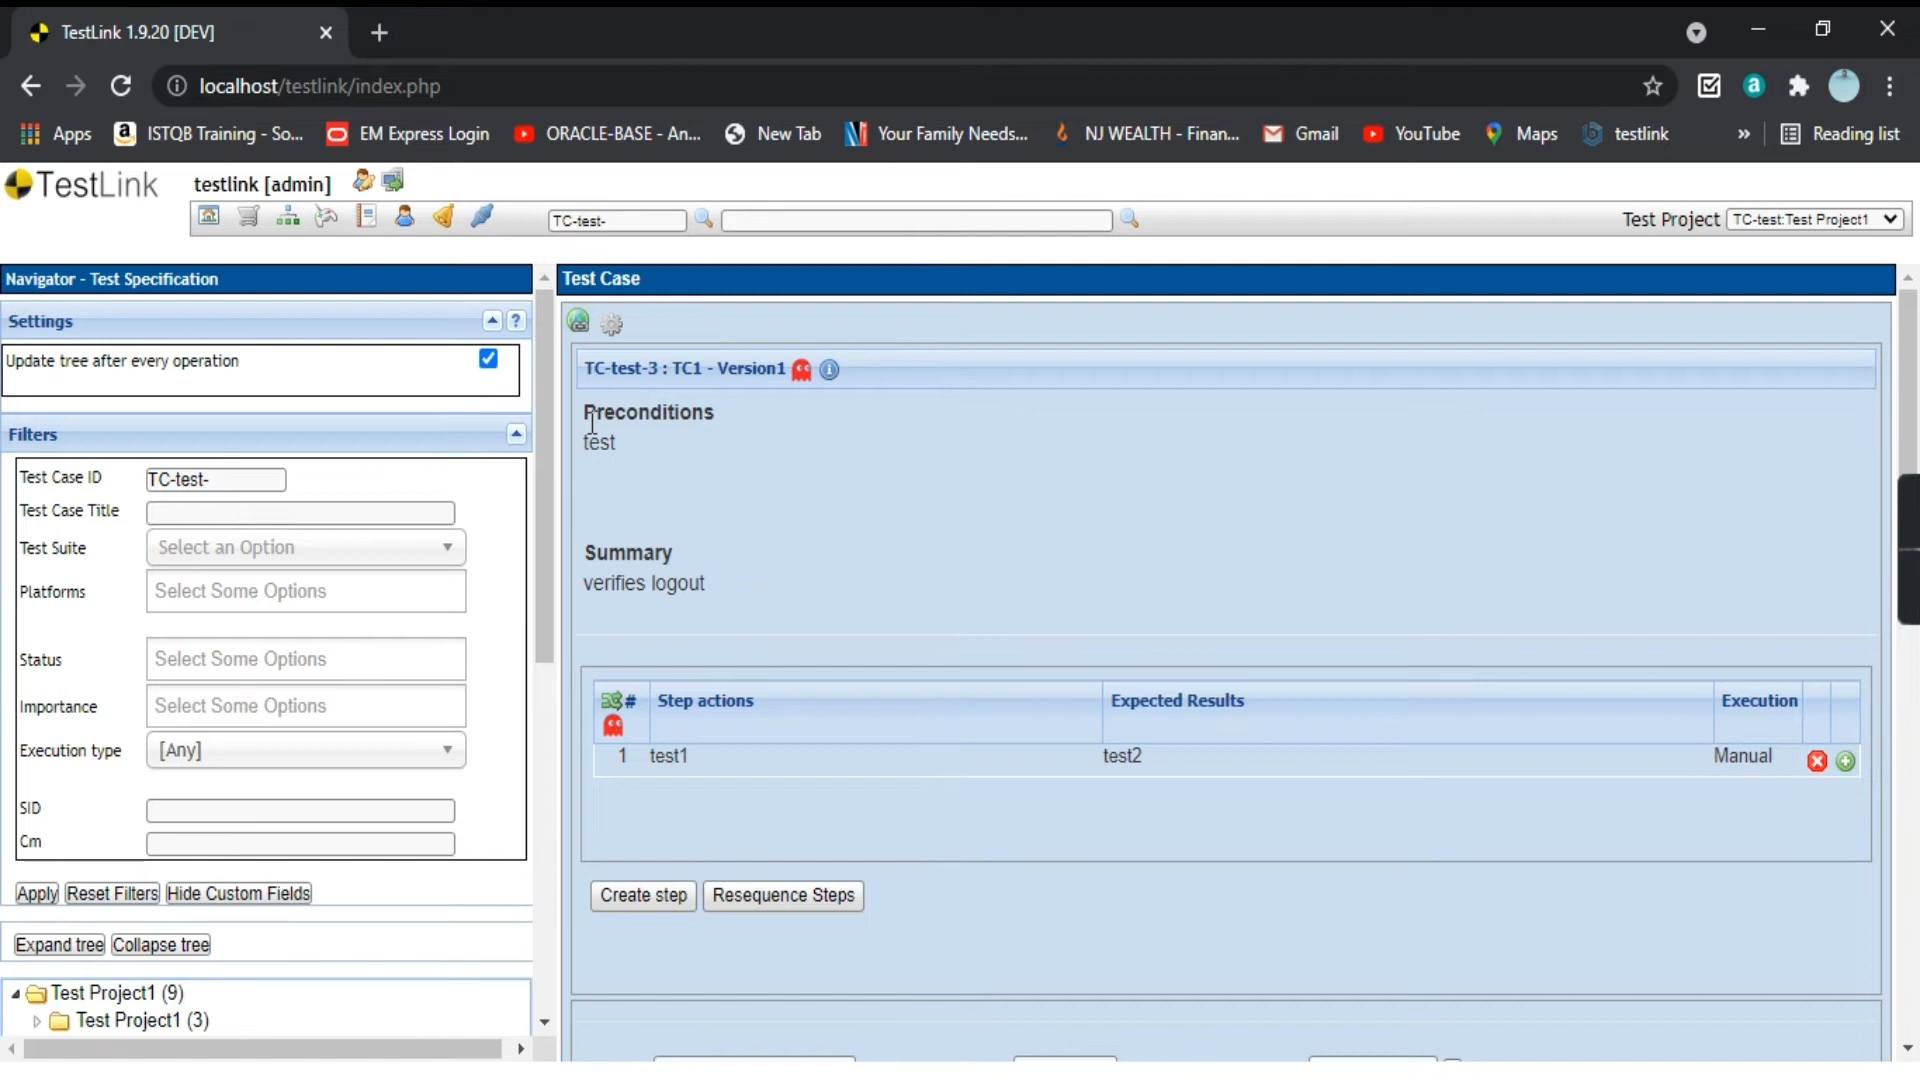 TestLink 1.9.20 [DEV]
localhost/testlink/index.php
Apps
ISTQB Training - So...
EM Express Login
ORACLE-BASE - An...
New Tab
Your Family Needs...
NJ WEALTH - Finan...
Gmail
YouTube
Maps
testlink
»
Reading list
TestLink
testlink [admin]
TC-test-
Test Project
TC-test:Test Project1
Navigator - Test Specification
Settings
Update tree after every operation
Filters
Test Case ID
TC-test-
Test Case Title
Test Suite
Select an Option
Platforms
Select Some Options
Status
Select Some Options
Importance
Select Some Options
Execution type
[Any]
SID
Cm
Apply
Reset Filters
Hide Custom Fields
Expand tree
Collapse tree
Test Project1 (9)
Test Project1 (3)
Test Case
TC-test-3 : TC1 - Version1
Preconditions
test
Summary
verifies logout
#
Step actions
Expected Results
Execution
1
test1
test2
Manual
Create step
Resequence Steps